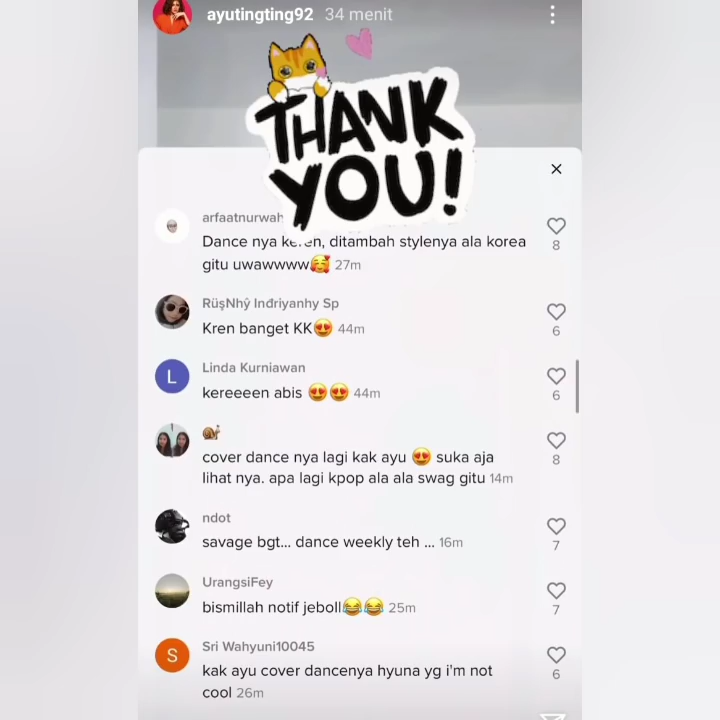 ayutingting92 34 menit
THANK
YOU!
arfaatnurwah
Dance nya keren, ditambah stylenya ala korea
gitu uwawwww🥰 27m
8
RüşNhŷ Inđriyanhy Sp
Kren banget KK😍 44m
6
Linda Kurniawan
L
kereeeen abis 😍😍 44m
6
🐌
cover dance nya lagi kak ayu 😍 suka aja
lihat nya. apa lagi kpop ala ala swag gitu 14m
8
ndot
savage bgt... dance weekly teh ... 16m
7
UrangsiFey
bismillah notif jeboll😂😂 25m
7
Sri Wahyuni10045
S
kak ayu cover dancenya hyuna yg i'm not
cool 26m
6